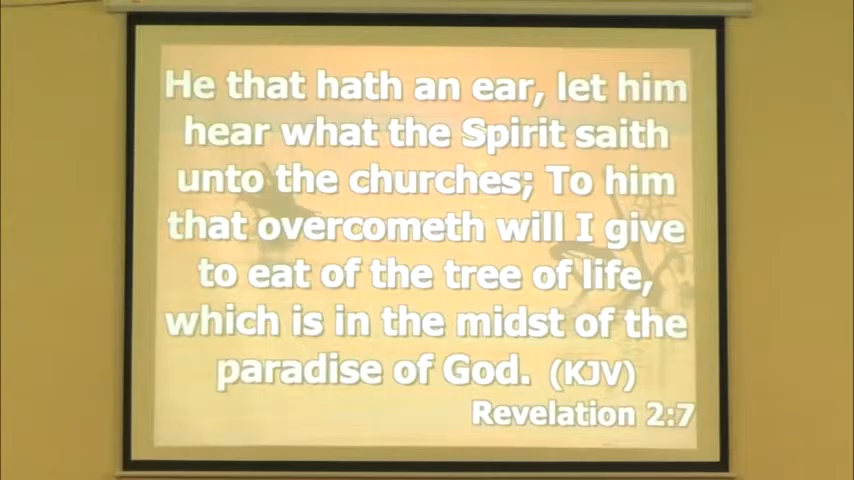 He that hath an ear, let him
hear what the Spirit saith
unto the churches; To him
that overcometh will I give
to eat of the tree of life,
which is in the midst of the
paradise of God. (KJV)
Revelation 2:7